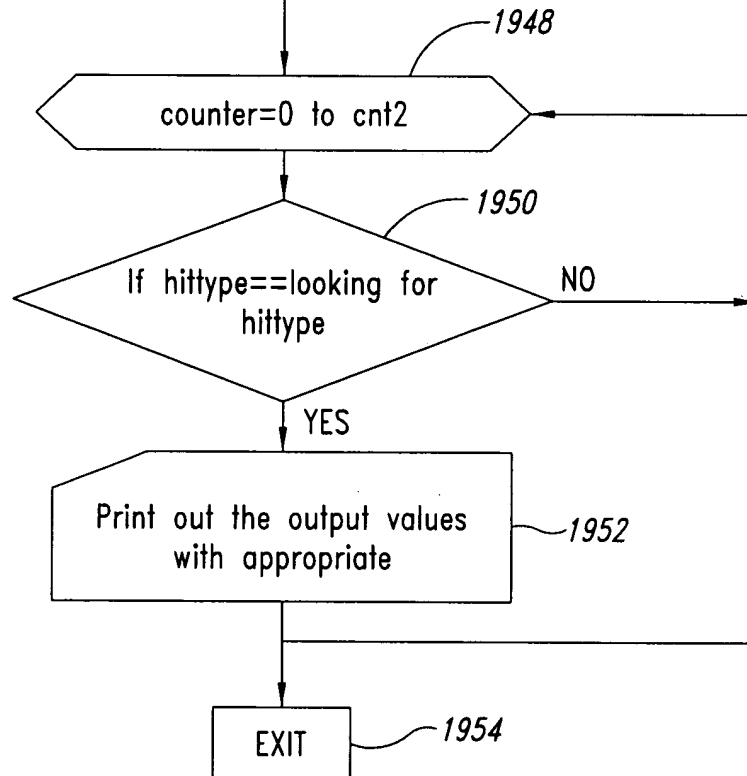 1948
counter=0 to cnt2
1950
If hittype==looking for
hittype
NO
YES
Print out the output values
with appropriate
1952
EXIT
1954